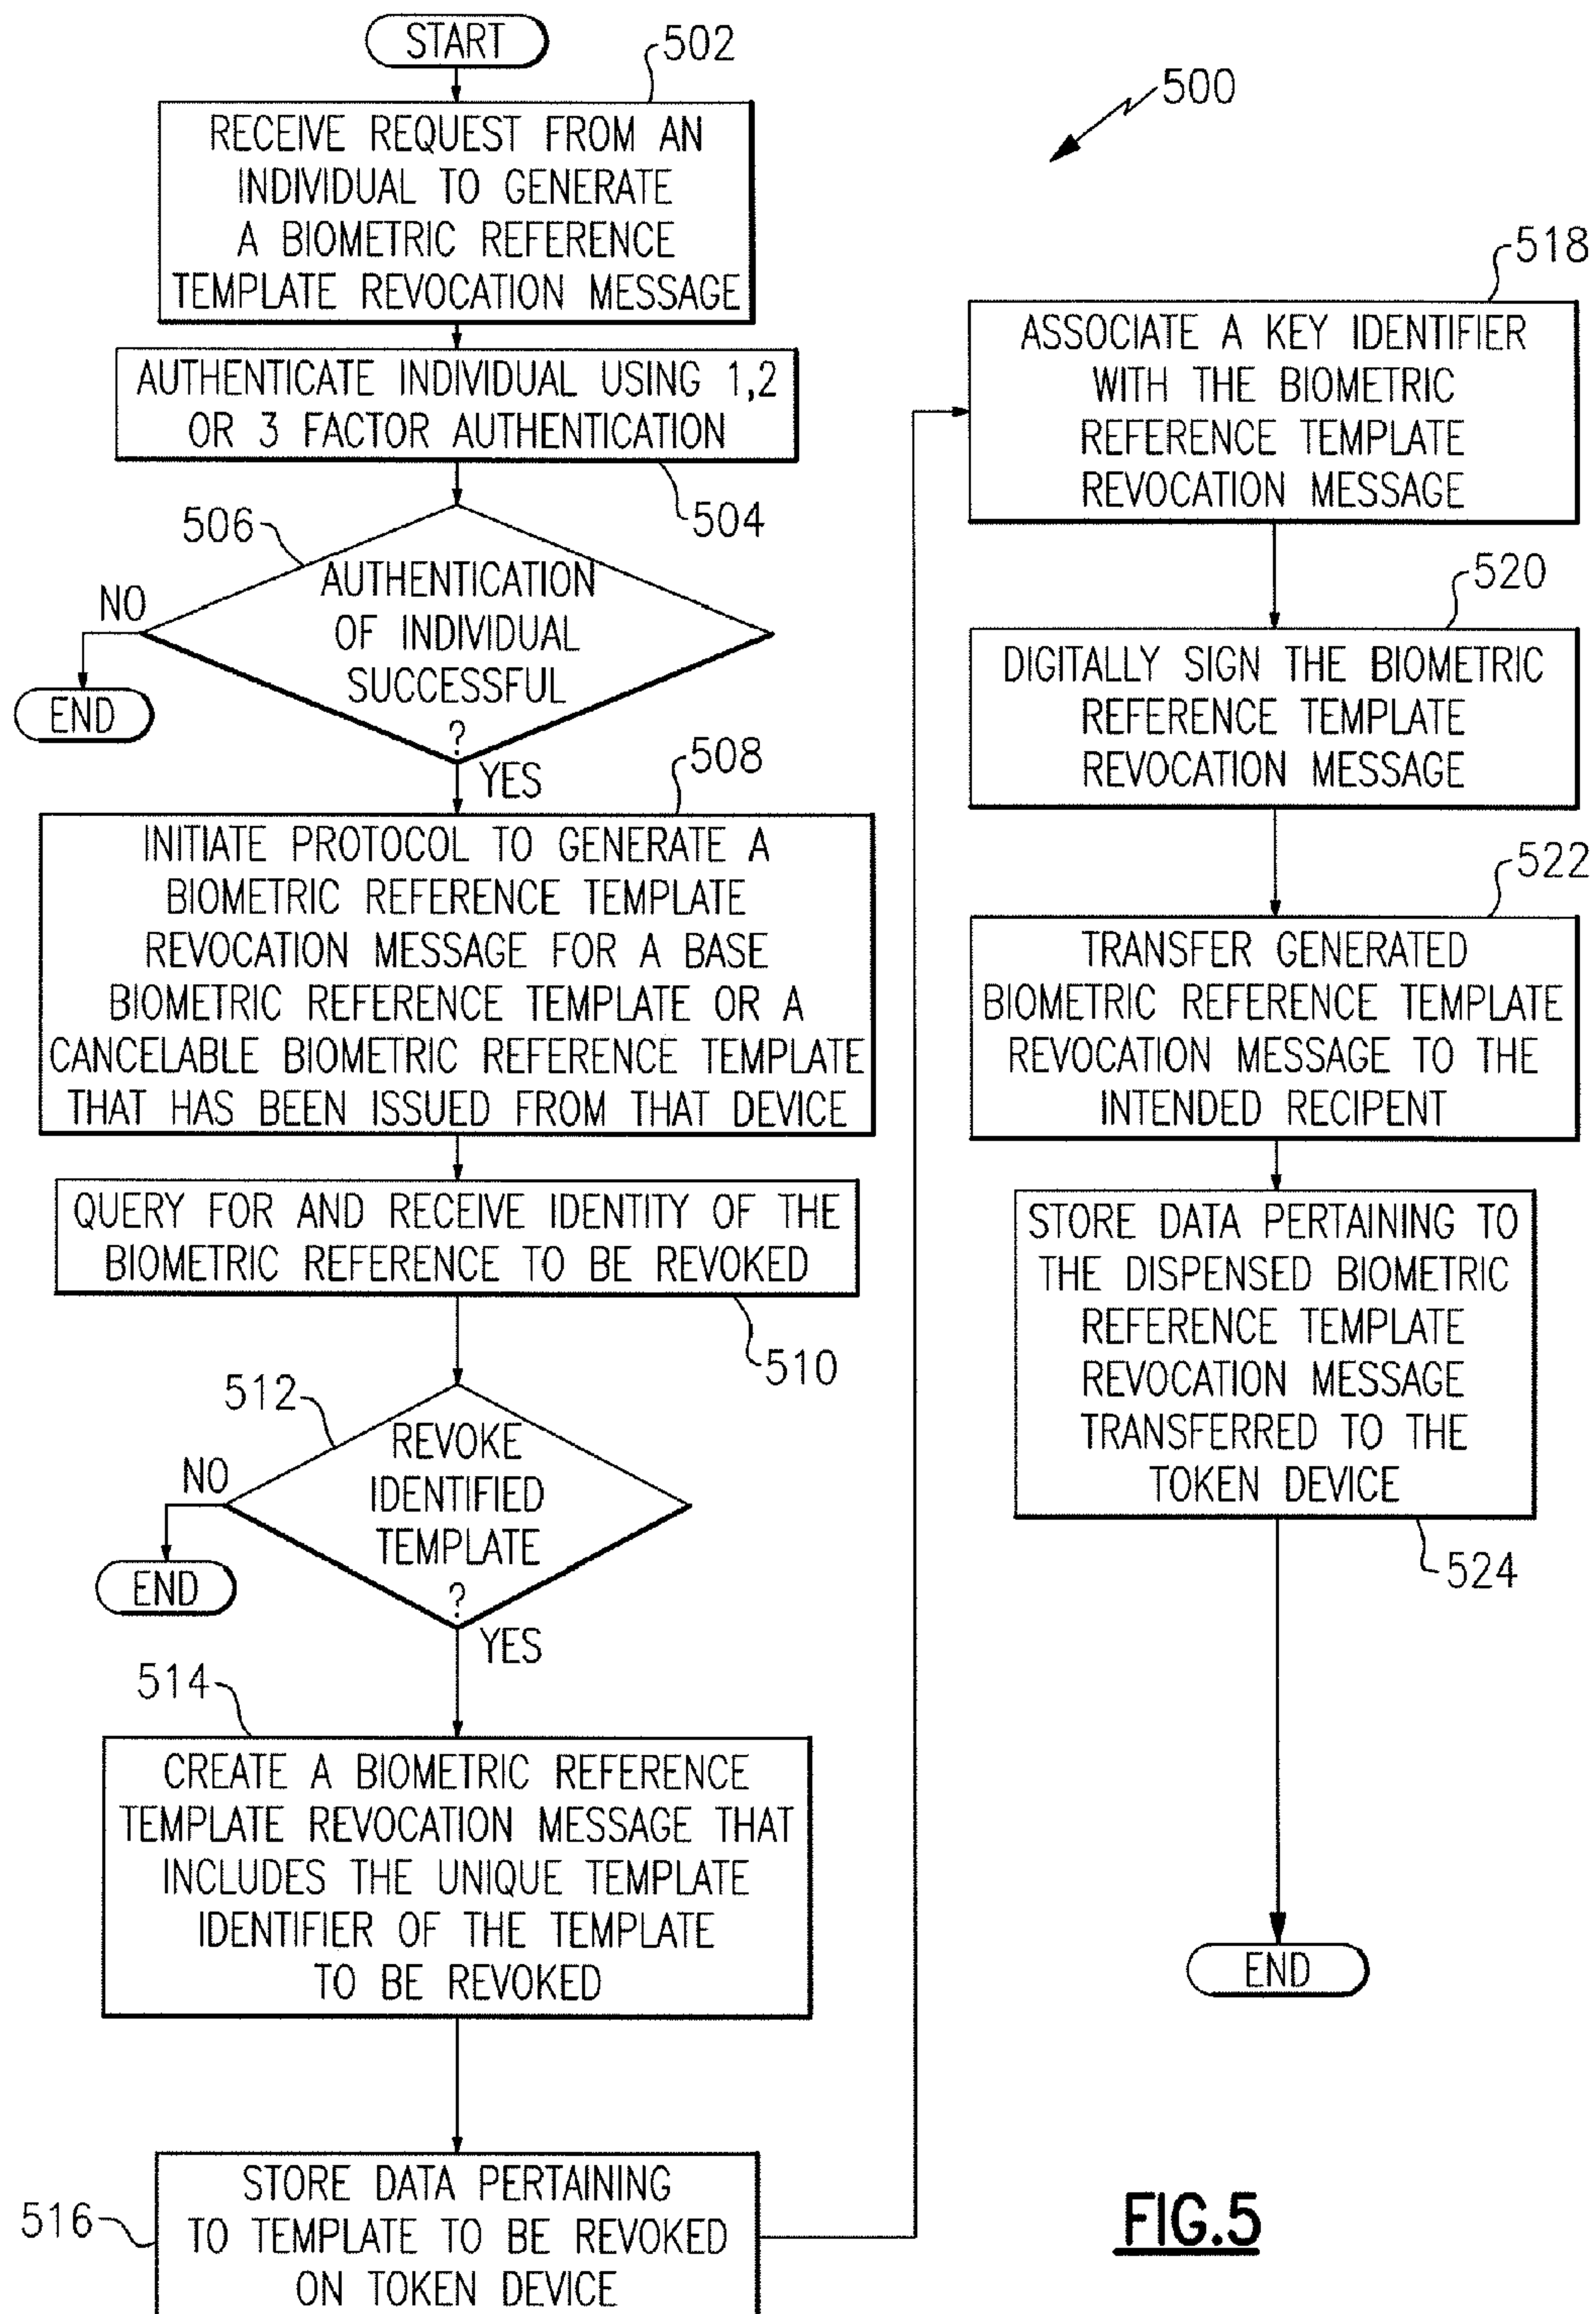 START
502
RECEIVE REQUEST FROM AN
INDIVIDUAL TO GENERATE
A BIOMETRIC REFERENCE
TEMPLATE REVOCATION MESSAGE
AUTHENTICATE INDIVIDUAL USING 1,2
OR 3 FACTOR AUTHENTICATION
504
506
AUTHENTICATION
OF INDIVIDUAL
SUCCESSFUL
?
NO
END
YES
508
INITIATE PROTOCOL TO GENERATE A
BIOMETRIC REFERENCE TEMPLATE
REVOCATION MESSAGE FOR A BASE
BIOMETRIC REFERENCE TEMPLATE OR A
CANCELABLE BIOMETRIC REFERENCE TEMPLATE
THAT HAS BEEN ISSUED FROM THAT DEVICE
QUERY FOR AND RECEIVE IDENTITY OF THE
BIOMETRIC REFERENCE TO BE REVOKED
510
512
REVOKE
IDENTIFIED
TEMPLATE
?
NO
END
YES
514
CREATE A BIOMETRIC REFERENCE
TEMPLATE REVOCATION MESSAGE THAT
INCLUDES THE UNIQUE TEMPLATE
IDENTIFIER OF THE TEMPLATE
TO BE REVOKED
516
STORE DATA PERTAINING
TO TEMPLATE TO BE REVOKED
ON TOKEN DEVICE
500
518
ASSOCIATE A KEY IDENTIFIER
WITH THE BIOMETRIC
REFERENCE TEMPLATE
REVOCATION MESSAGE
520
DIGITALLY SIGN THE BIOMETRIC
REFERENCE TEMPLATE
REVOCATION MESSAGE
522
TRANSFER GENERATED
BIOMETRIC REFERENCE TEMPLATE
REVOCATION MESSAGE TO THE
INTENDED RECIPENT
STORE DATA PERTAINING TO
THE DISPENSED BIOMETRIC
REFERENCE TEMPLATE
REVOCATION MESSAGE
TRANSFERRED TO THE
TOKEN DEVICE
524
END
FIG.5